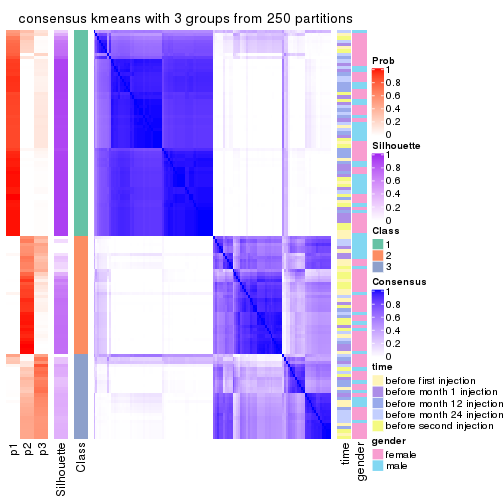 consensus kmeans with 3 groups from 250 partitions
Prob
1
0.8
0.6
0.4
0.2
0
Silhouette
1
0.8
0.6
0.4
0.2
0
Class
1
2
3
Consensus
1
0.8
0.6
0.4
0.2
0
time
before first injection
before month 1 injection
before month 12 injection
before month 24 injection
before second injection
gender
female
male
p1
p2
p3
Silhouette
Class
time
gender